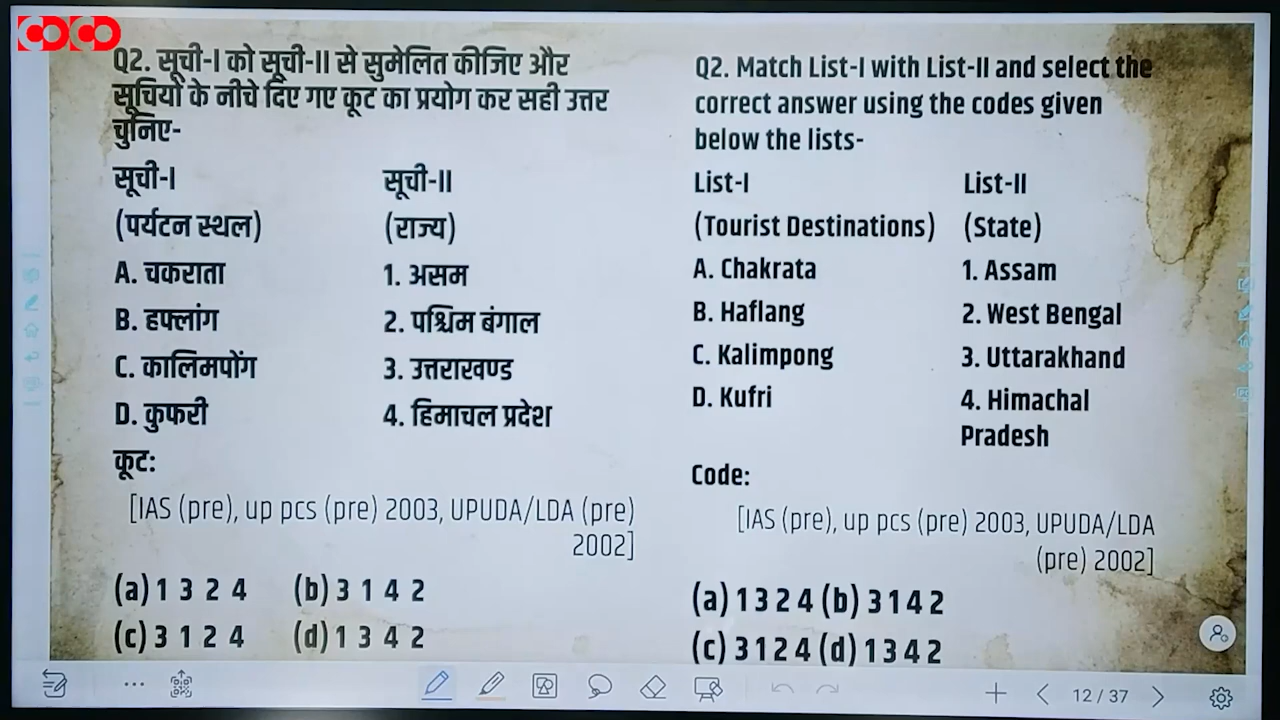 COCO
Q2. सूची-I को सूची-II से सुमेलित कीजिए और
सूचियों के नीचे दिए गए कूट का प्रयोग कर सही उत्तर
चुनिए-
सूची-I सूची-II
(पर्यटन स्थल) (राज्य)
A. चकराता 1. असम
B. हफ्लांग 2. पश्चिम बंगाल
C. कालिमपोंग 3. उत्तराखण्ड
D. कुफरी 4. हिमाचल प्रदेश
कूट:
[IAS (pre), up pcs (pre) 2003, UPUDA/LDA (pre)
2002]
(a) 1 3 2 4 (b) 3 1 4 2
(c) 3 1 2 4 (d) 1 3 4 2
Q2. Match List-I with List-II and select the
correct answer using the codes given
below the lists-
List-I List-II
(Tourist Destinations) (State)
A. Chakrata 1. Assam
B. Haflang 2. West Bengal
C. Kalimpong 3. Uttarakhand
D. Kufri 4. Himachal
Pradesh
Code:
[IAS (pre), up pcs (pre) 2003, UPUDA/LDA
(pre) 2002]
(a) 1 3 2 4 (b) 3 1 4 2
(c) 3 1 2 4 (d) 1 3 4 2
12 / 37